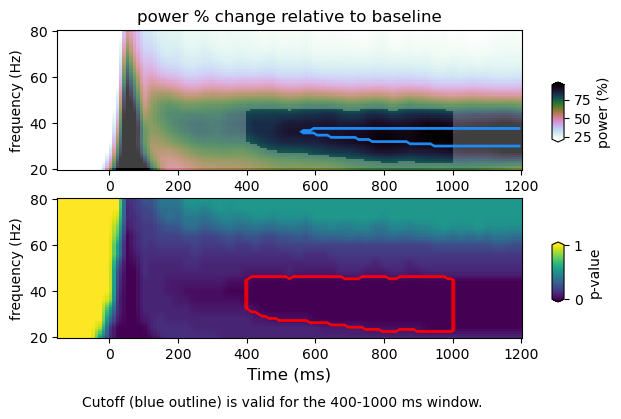 power % change relative to baseline
80
60
40
20
frequency (Hz)
0 200 400 600 800 1000 1200
75
50
25
power (%)
80
60
40
20
frequency (Hz)
0 200 400 600 800 1000 1200
Time (ms)
1
0
p-value
Cutoff (blue outline) is valid for the 400-1000 ms window.